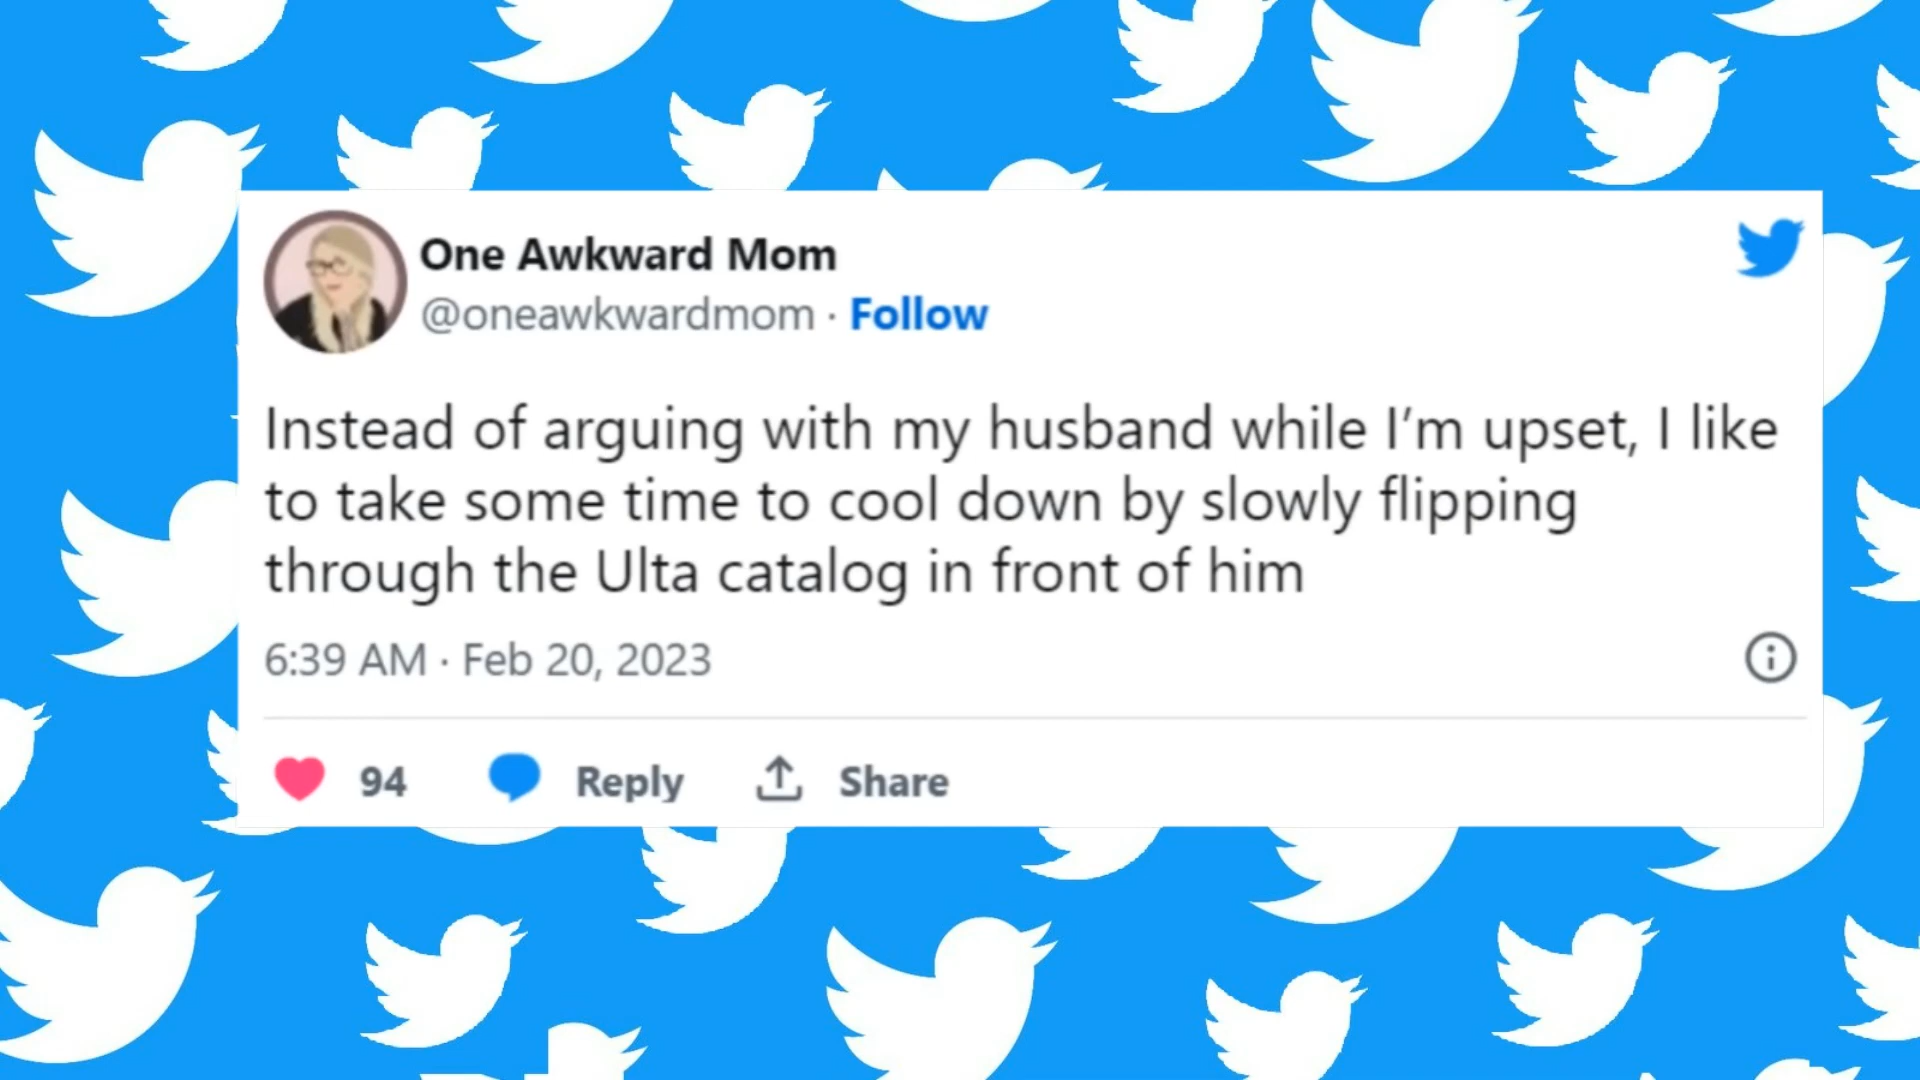 One Awkward Mom
@oneawkwardmom · Follow
Instead of arguing with my husband while I’m upset, I like
to take some time to cool down by slowly flipping
through the Ulta catalog in front of him
6:39 AM · Feb 20, 2023
94 Reply Share